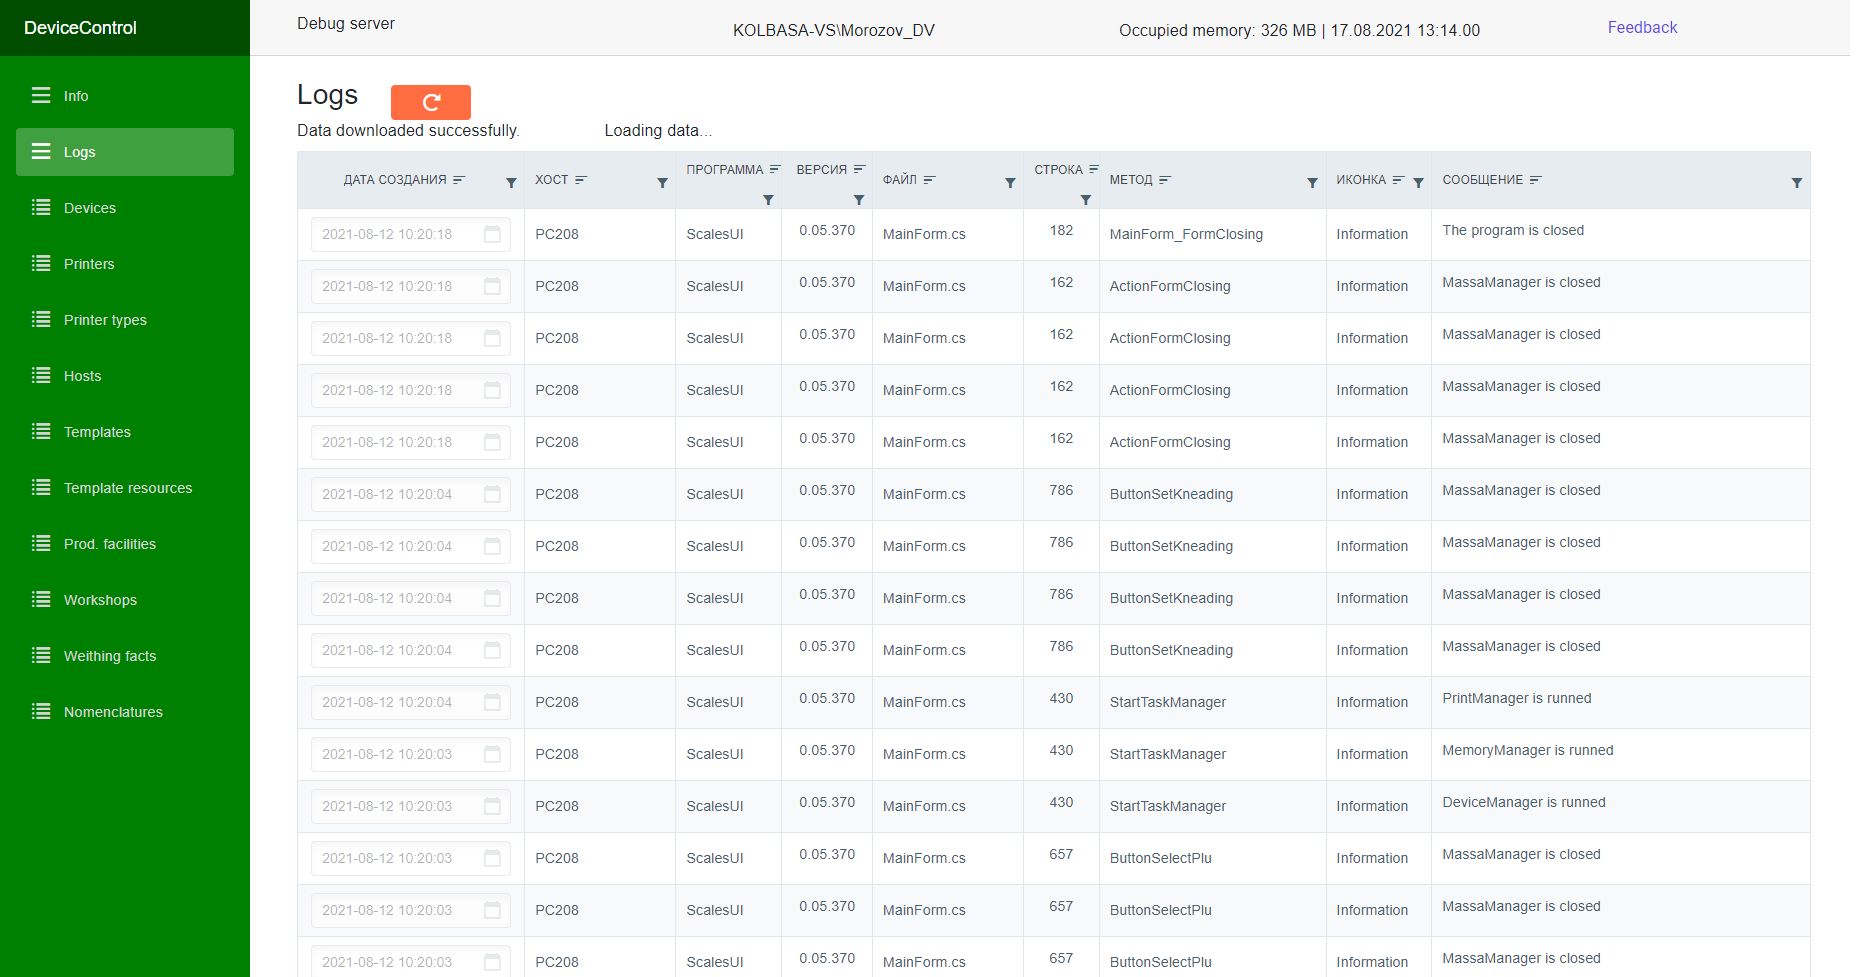 DeviceControl
Debug server
KOLBASA-VS\Morozov_DV
Occupied memory: 326 MB | 17.08.2021 13:14.00
Feedback
Info
Logs
Devices
Printers
Printer types
Hosts
Templates
Template resources
Prod. facilities
Workshops
Weithing facts
Nomenclatures
Logs
Data downloaded successfully.
Loading data...
ДАТА СОЗДАНИЯ ХОСТ ПРОГРАММА ВЕРСИЯ ФАЙЛ СТРОКА МЕТОД ИКОНКА СООБЩЕНИЕ
2021-08-12 10:20:18 PC208 ScalesUI 0.05.370 MainForm.cs 182 MainForm_FormClosing Information The program is closed
2021-08-12 10:20:18 PC208 ScalesUI 0.05.370 MainForm.cs 162 ActionFormClosing Information MassaManager is closed
2021-08-12 10:20:18 PC208 ScalesUI 0.05.370 MainForm.cs 162 ActionFormClosing Information MassaManager is closed
2021-08-12 10:20:18 PC208 ScalesUI 0.05.370 MainForm.cs 162 ActionFormClosing Information MassaManager is closed
2021-08-12 10:20:18 PC208 ScalesUI 0.05.370 MainForm.cs 162 ActionFormClosing Information MassaManager is closed
2021-08-12 10:20:04 PC208 ScalesUI 0.05.370 MainForm.cs 786 ButtonSetKneading Information MassaManager is closed
2021-08-12 10:20:04 PC208 ScalesUI 0.05.370 MainForm.cs 786 ButtonSetKneading Information MassaManager is closed
2021-08-12 10:20:04 PC208 ScalesUI 0.05.370 MainForm.cs 786 ButtonSetKneading Information MassaManager is closed
2021-08-12 10:20:04 PC208 ScalesUI 0.05.370 MainForm.cs 786 ButtonSetKneading Information MassaManager is closed
2021-08-12 10:20:04 PC208 ScalesUI 0.05.370 MainForm.cs 430 StartTaskManager Information PrintManager is runned
2021-08-12 10:20:03 PC208 ScalesUI 0.05.370 MainForm.cs 430 StartTaskManager Information MemoryManager is runned
2021-08-12 10:20:03 PC208 ScalesUI 0.05.370 MainForm.cs 430 StartTaskManager Information DeviceManager is runned
2021-08-12 10:20:03 PC208 ScalesUI 0.05.370 MainForm.cs 657 ButtonSelectPlu Information MassaManager is closed
2021-08-12 10:20:03 PC208 ScalesUI 0.05.370 MainForm.cs 657 ButtonSelectPlu Information MassaManager is closed
2021-08-12 10:20:03 PC208 ScalesUI 0.05.370 MainForm.cs 657 ButtonSelectPlu Information MassaManager is closed